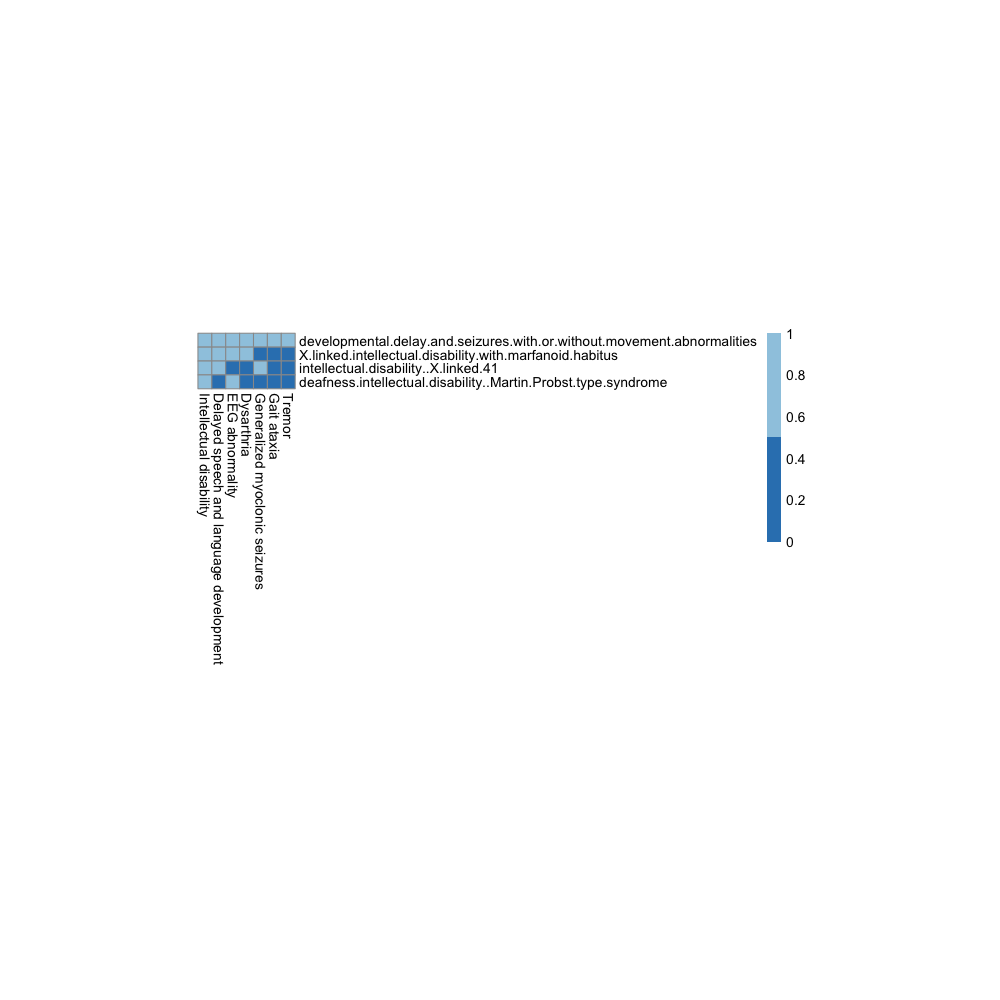 developmental.delay.and.seizures.with.or.without.movement.abnormalities
X.linked.intellectual.disability.with.marfanoid.habitus
intellectual.disability..X.linked.41
deafness.intellectual.disability..Martin.Probst.type.syndrome
Intellectual disability
Delayed speech and language development
EEG abnormality
Dysarthria
Generalized myoclonic seizures
Gait ataxia
Tremor
1
0.8
0.6
0.4
0.2
0